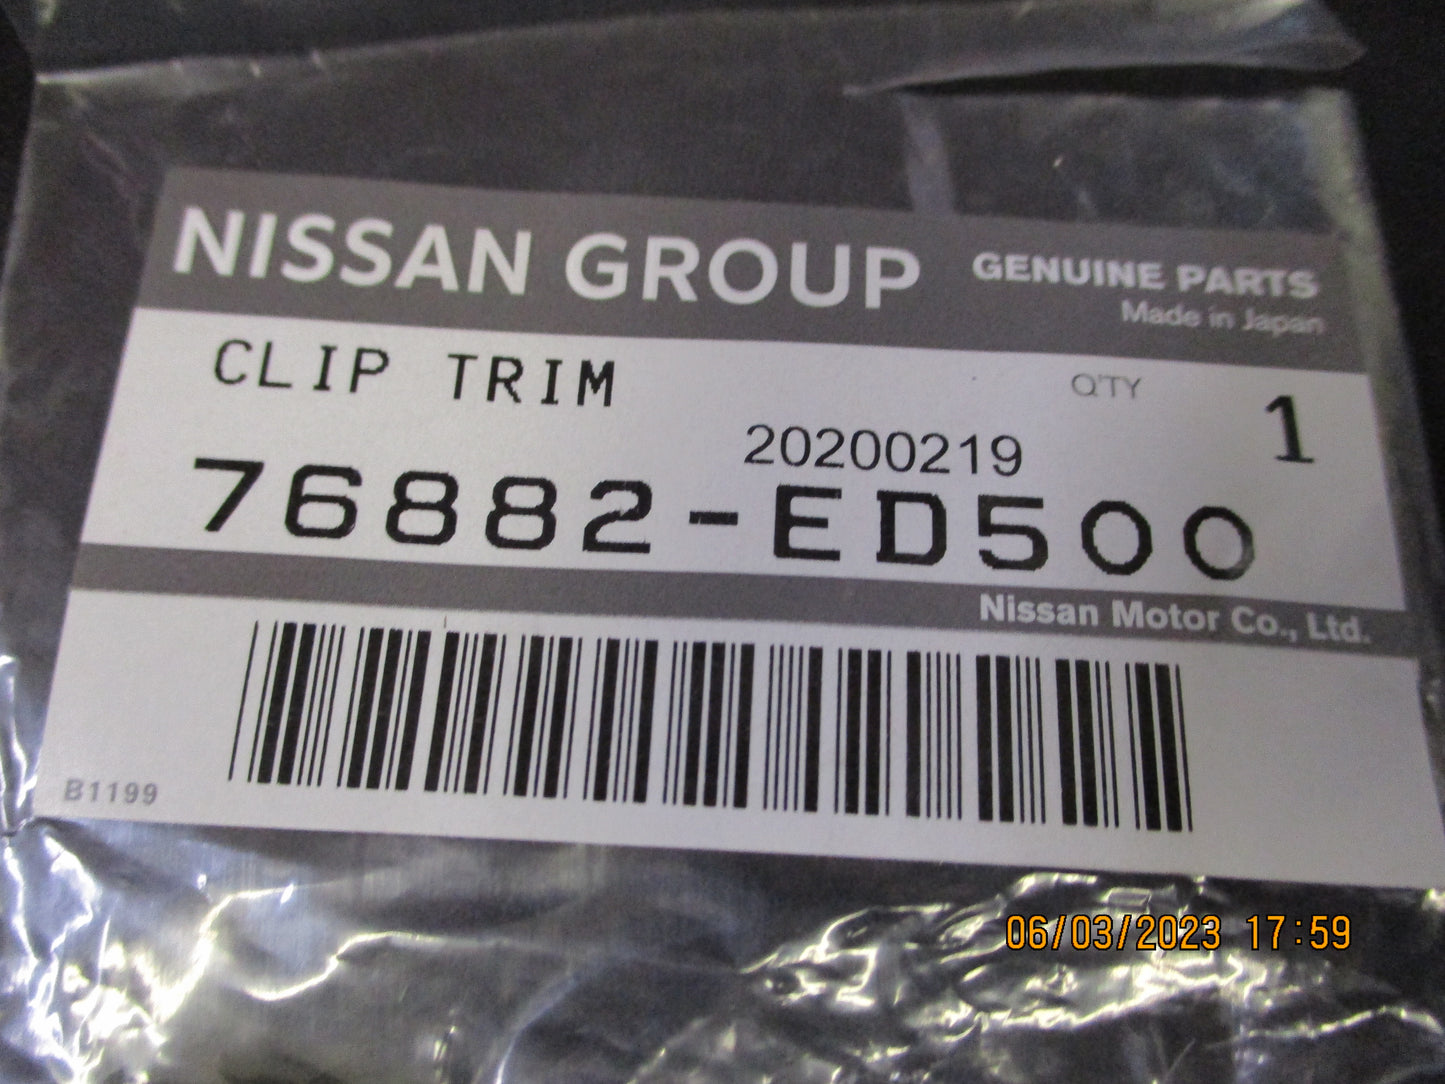 NISSAN GROUP GENUINE PARTS
Made in Japan
CLIP TRIM Q'TY 1
20200219
76882-ED500
Nissan Motor Co., Ltd.
B1199
06/03/2023 17:59